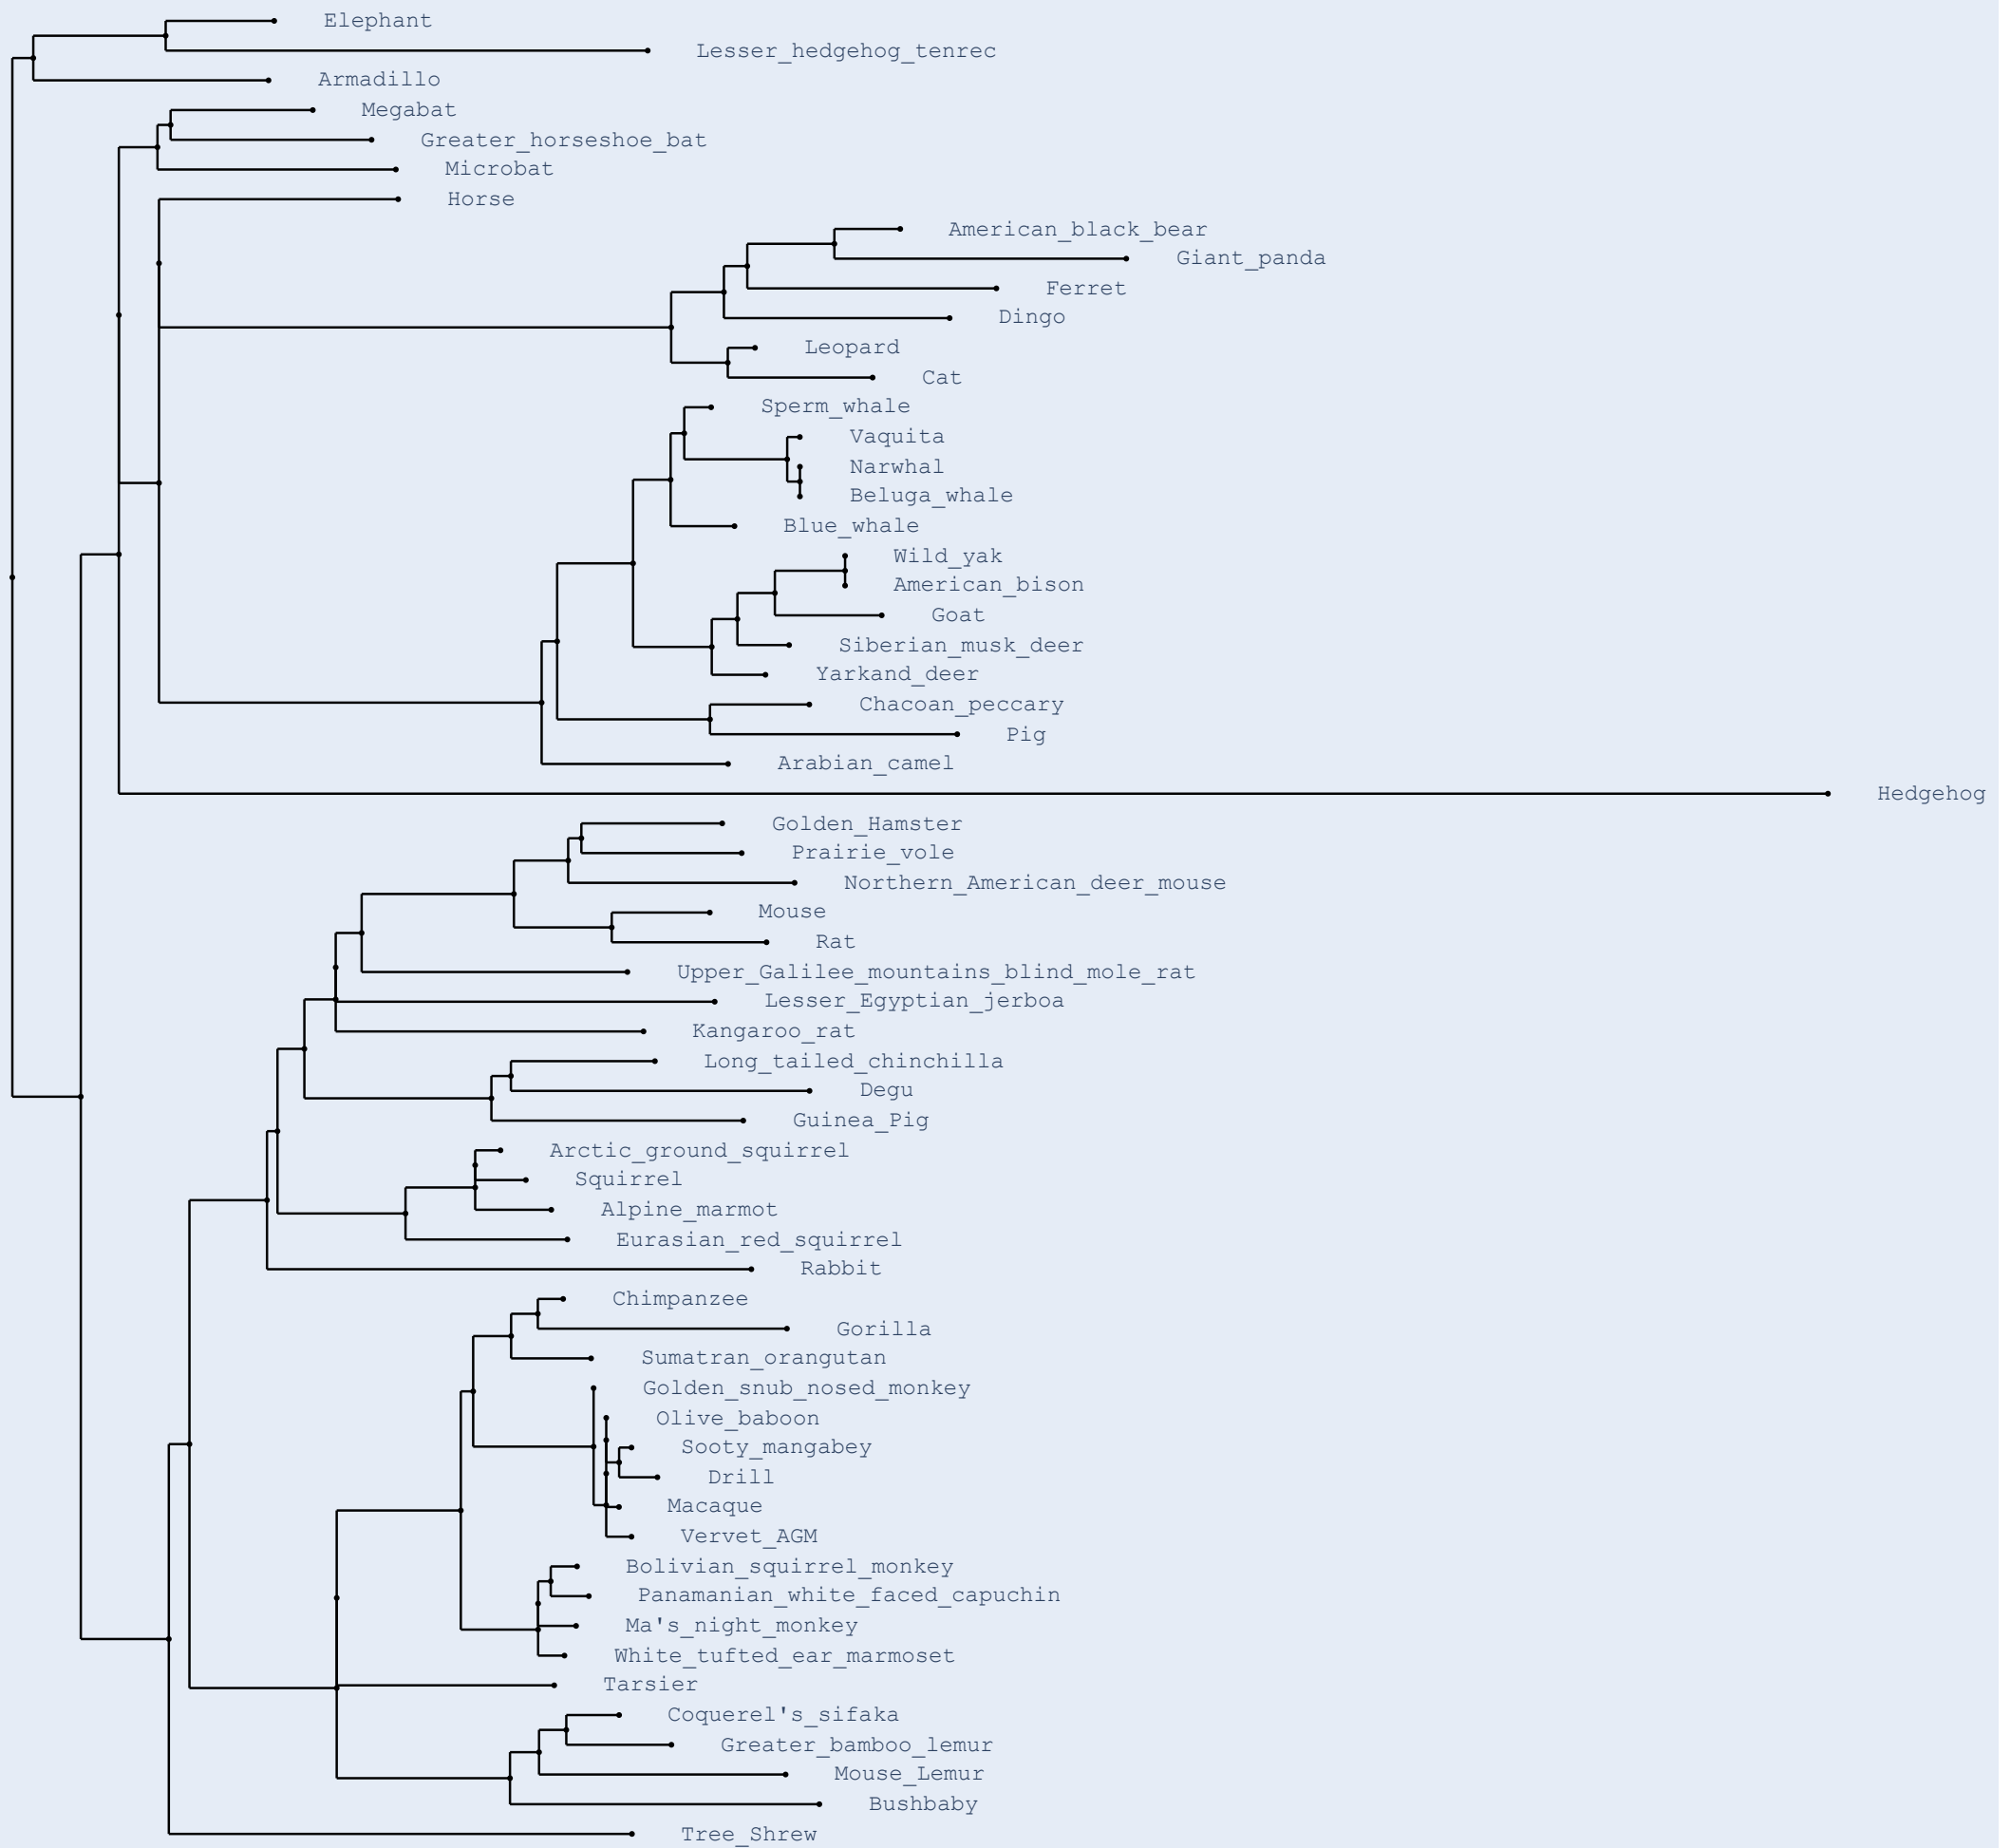 Elephant
Lesser_hedgehog_tenrec
Armadillo
Megabat
Greater_horseshoe_bat
Microbat
Horse
American_black_bear
Giant_panda
Ferret
Dingo
Leopard
Cat
Sperm_whale
Vaquita
Narwhal
Beluga_whale
Blue_whale
Wild_yak
American_bison
Goat
Siberian_musk_deer
Yarkand_deer
Chacoan_peccary
Pig
Arabian_camel
Hedgehog
Golden_Hamster
Prairie_vole
Northern_American_deer_mouse
Mouse
Rat
Upper_Galilee_mountains_blind_mole_rat
Lesser_Egyptian_jerboa
Kangaroo_rat
Long_tailed_chinchilla
Degu
Guinea_Pig
Arctic_ground_squirrel
Squirrel
Alpine_marmot
Eurasian_red_squirrel
Rabbit
Chimpanzee
Gorilla
Sumatran_orangutan
Golden_snub_nosed_monkey
Olive_baboon
Sooty_mangabey
Drill
Macaque
Vervet_AGM
Bolivian_squirrel_monkey
Panamanian_white_faced_capuchin
Ma's_night_monkey
White_tufted_ear_marmoset
Tarsier
Coquerel's_sifaka
Greater_bamboo_lemur
Mouse_Lemur
Bushbaby
Tree_Shrew